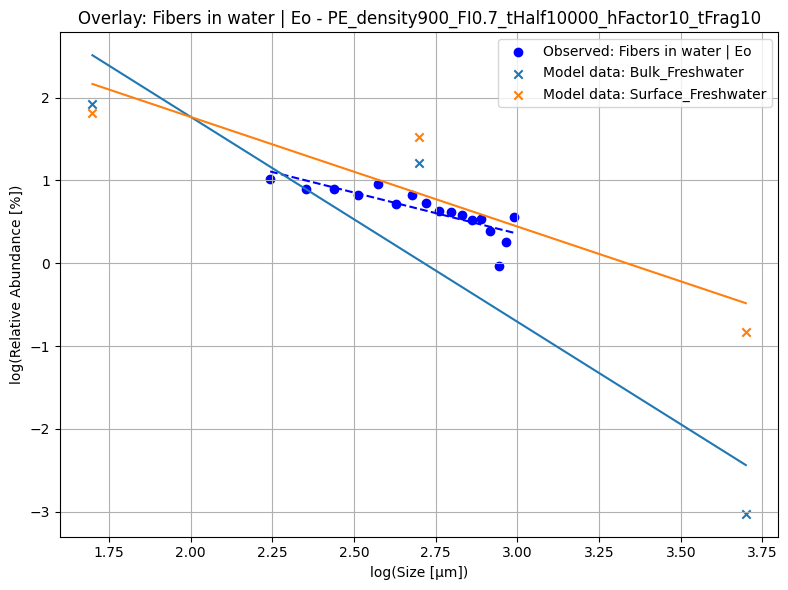 Overlay: Fibers in water | Eo - PE_density900_FI0.7_tHalf10000_hFactor10_tFrag10
Observed: Fibers in water | Eo
Model data: Bulk_Freshwater
Model data: Surface_Freshwater
log(Relative Abundance [%])
2
1
0
−1
−2
−3
1.75
2.00
2.25
2.50
2.75
3.00
3.25
3.50
3.75
log(Size [µm])